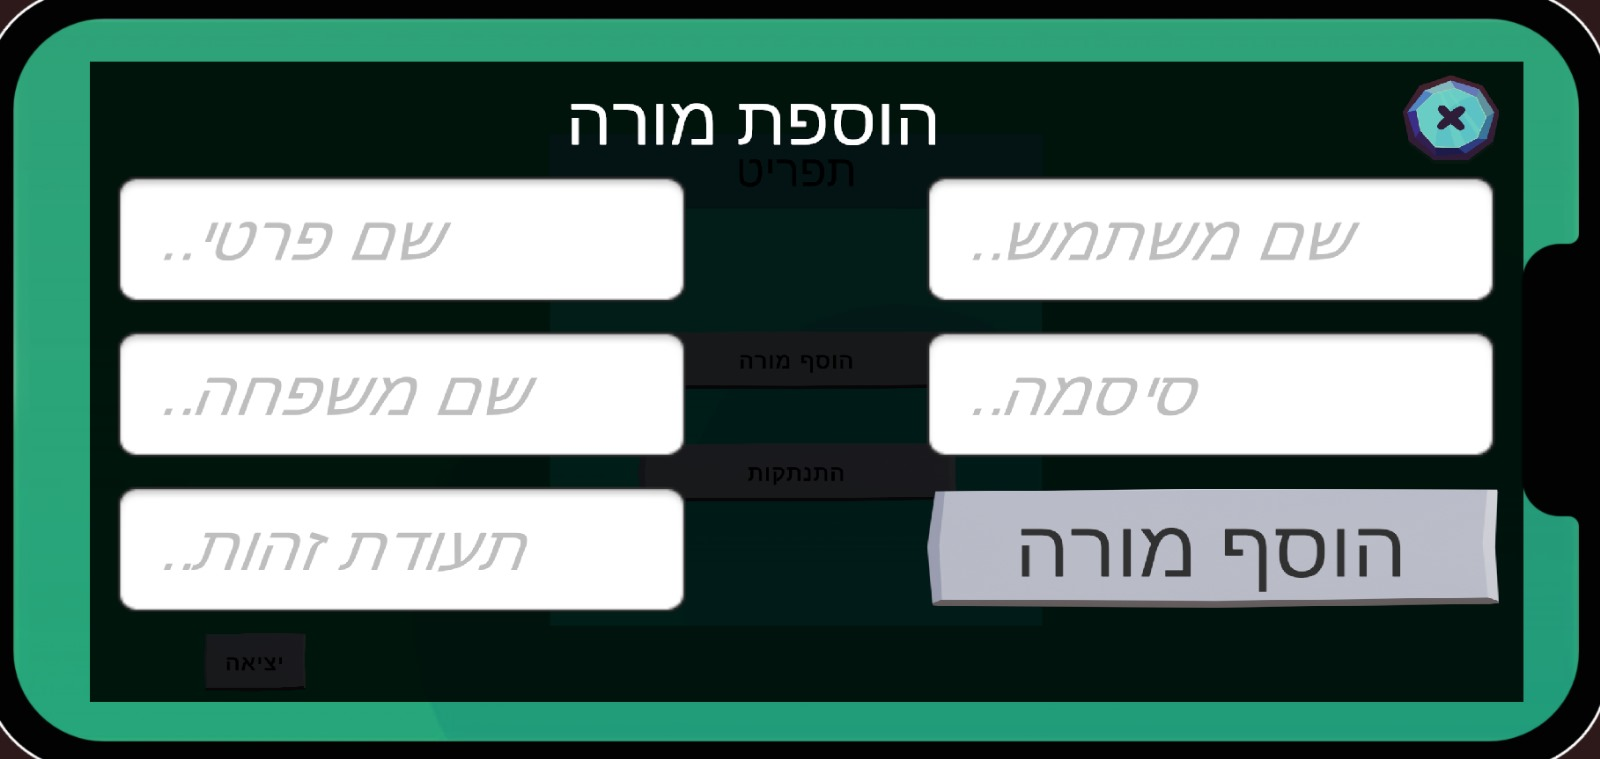 הוספת מורה
תפריט
שם משתמש..
שם פרטי..
הוסף מורה
סיסמה..
שם משפחה..
התנתקות
הוסף מורה
תעודת זהות..
יציאה